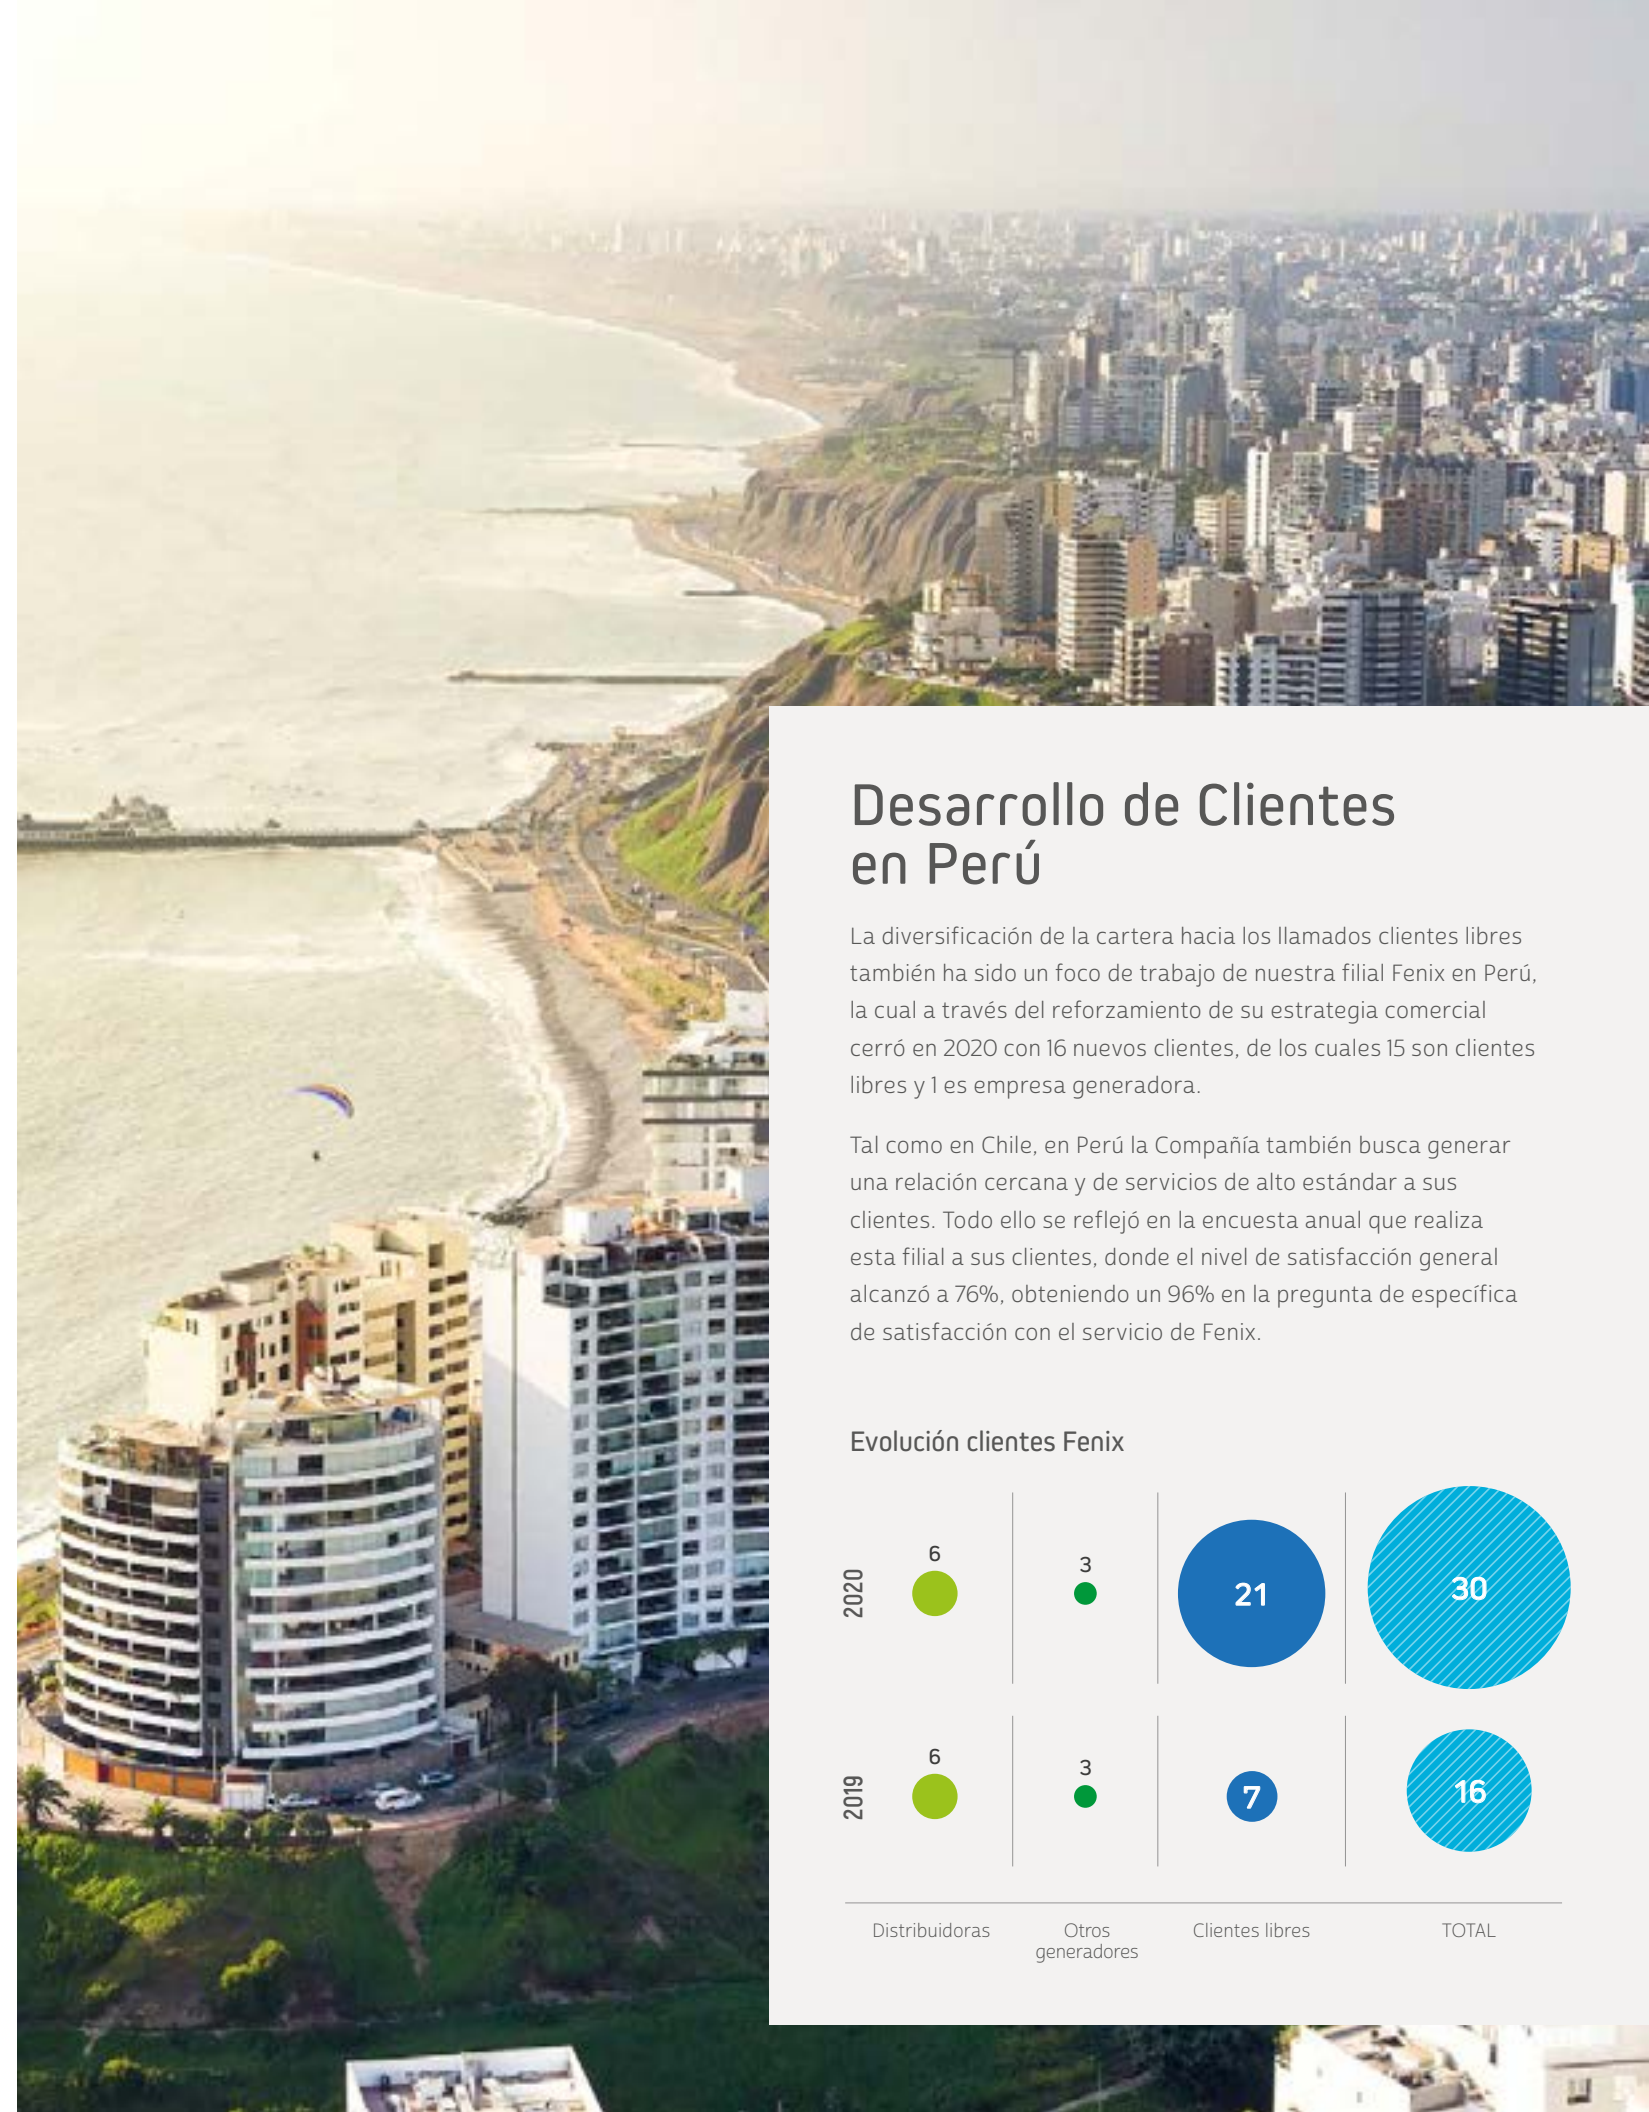 Desarrollo de Clientes
en Perú
La diversificación de la cartera hacia los llamados clientes libres
también ha sido un foco de trabajo de nuestra filial Fenix en Perú,
la cual a través del reforzamiento de su estrategia comercial
cerró en 2020 con 16 nuevos clientes, de los cuales 15 son clientes
libres y 1 es empresa generadora.
Tal como en Chile, en Perú la Compañía también busca generar
una relación cercana y de servicios de alto estándar a sus
clientes. Todo ello se reflejó en la encuesta anual que realiza
esta filial a sus clientes, donde el nivel de satisfacción general
alcanzó a 76%, obteniendo un 96% en la pregunta de específica
de satisfacción con el servicio de Fenix.
Evolución clientes Fenix
2020
6
3
21
30
2019
6
3
7
16
Distribuidoras
Otros
generadores
Clientes libres
TOTAL